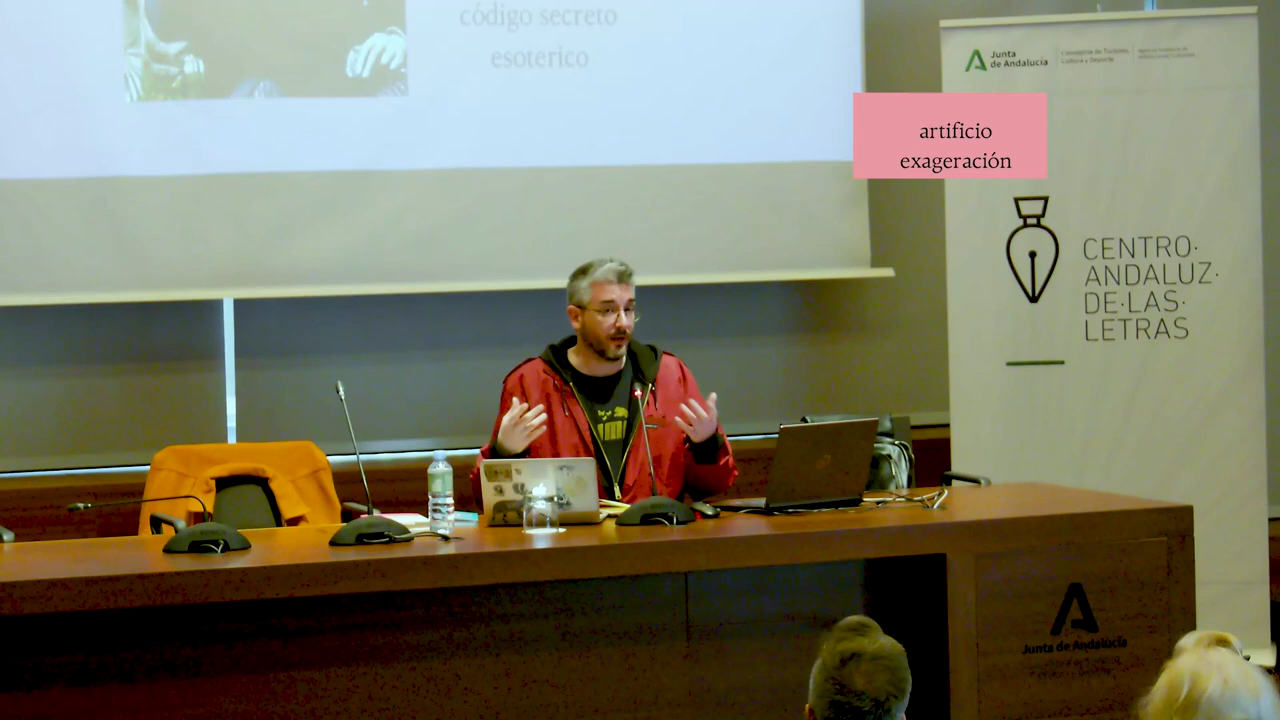 código secreto
esoterico
Junta
de Andalucía
Consejería de Turismo,
Cultura y Deporte
artificio
exageración
CENTRO·
ANDALUZ·
DE·LAS·
LETRAS
Junta de Andalucía